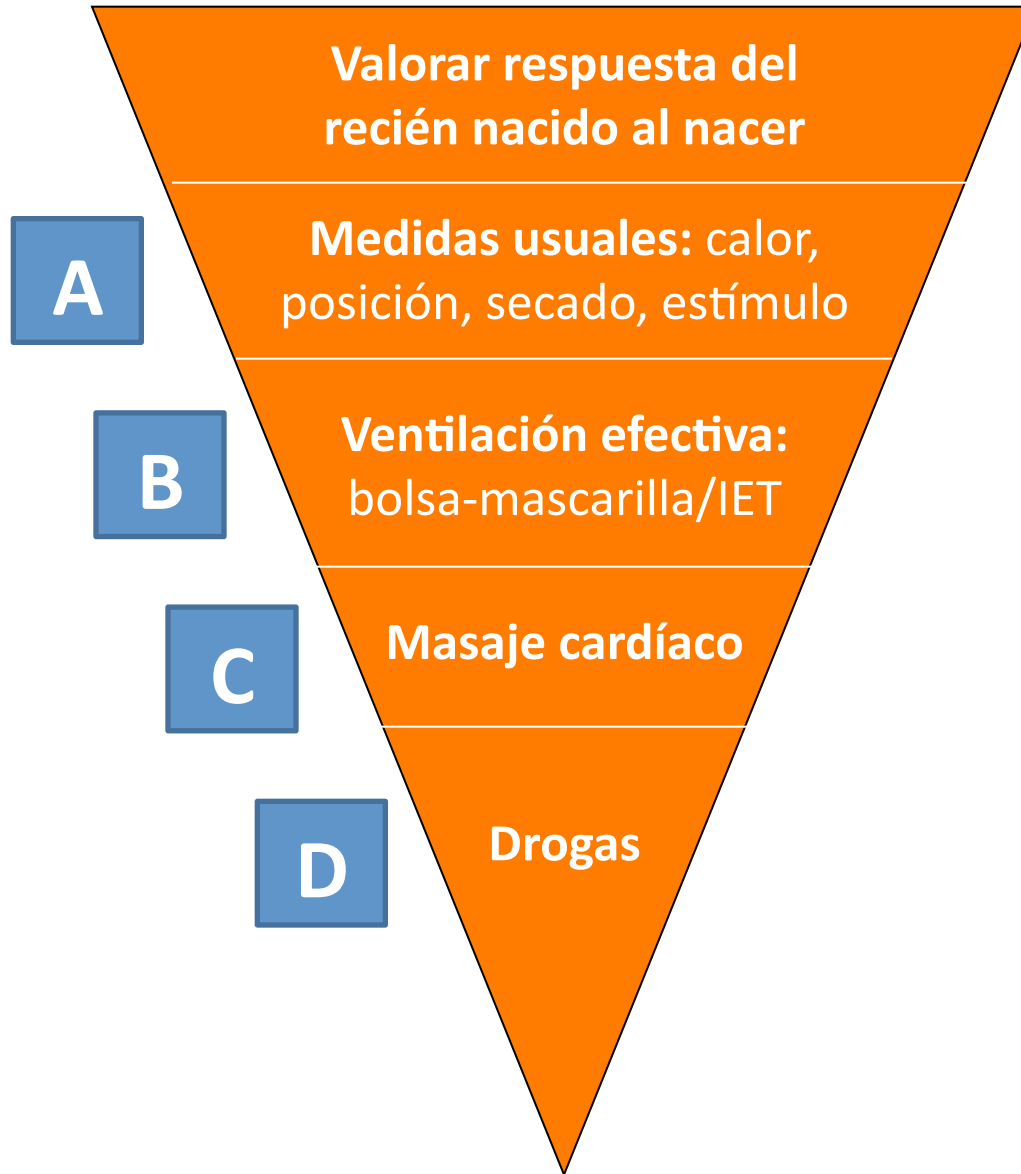 Valorar respuesta del
recién nacido al nacer
A
Medidas usuales: calor,
posición, secado, estímulo
B
Ventilación efectiva:
bolsa-mascarilla/IET
C
Masaje cardíaco
D
Drogas